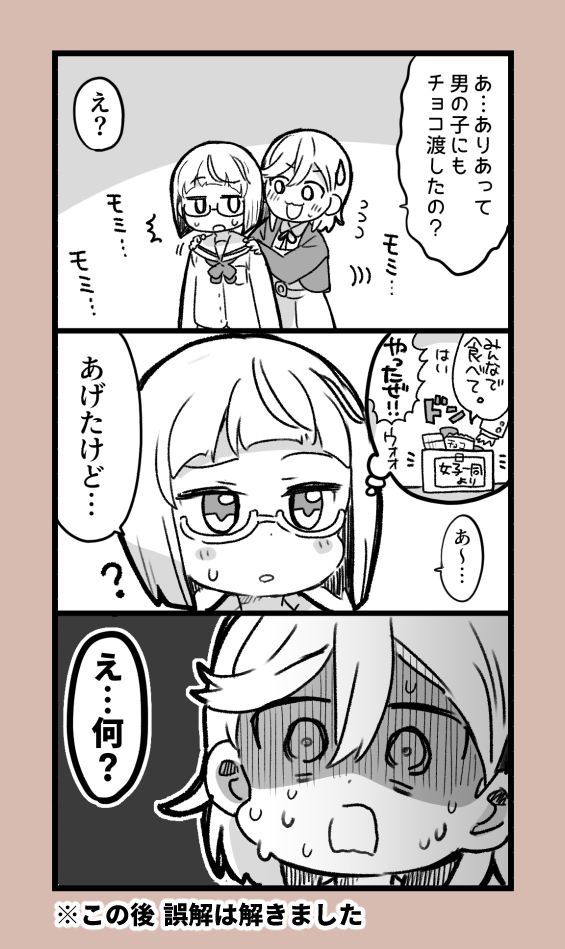 あ…ありあって
男の子にも
チョコ渡したの？
え？
モミ…
モミ…
モミ…
みんなで
食べて。
はい
やったぜ!!
ウオォ
ドン
チョコ
女子一同
より
あ〜…
あげたけど…
？
え…何？
※この後 誤解は解きました